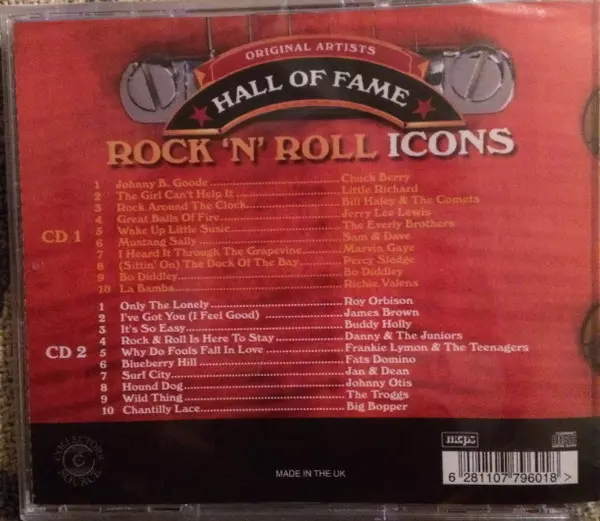 ORIGINAL ARTISTS
HALL OF FAME
ROCK 'N' ROLL ICONS
CD 1
1 Johnny B. Goode Chuck Berry
2 The Girl Can't Help It Little Richard
3 Rock Around The Clock Bill Haley & The Comets
4 Great Balls Of Fire Jerry Lee Lewis
5 Wake Up Little Susie The Everly Brothers
6 Mustang Sally Sam & Dave
7 I Heard It Through The Grapevine Marvin Gaye
8 (Sittin' On) The Dock Of The Bay Percy Sledge
9 Bo Diddley Bo Diddley
10 La Bamba Richie Valens
CD 2
1 Only The Lonely Roy Orbison
2 I've Got You (I Feel Good) James Brown
3 It's So Easy Buddy Holly
4 Rock & Roll Is Here To Stay Danny & The Juniors
5 Why Do Fools Fall In Love Frankie Lymon & The Teenagers
6 Blueberry Hill Fats Domino
7 Surf City Jan & Dean
8 Hound Dog Johnny Otis
9 Wild Thing The Troggs
10 Chantilly Lace Big Bopper
COLLECTORS SOURCE
MADE IN THE UK
mcps
6 281107 796018 >